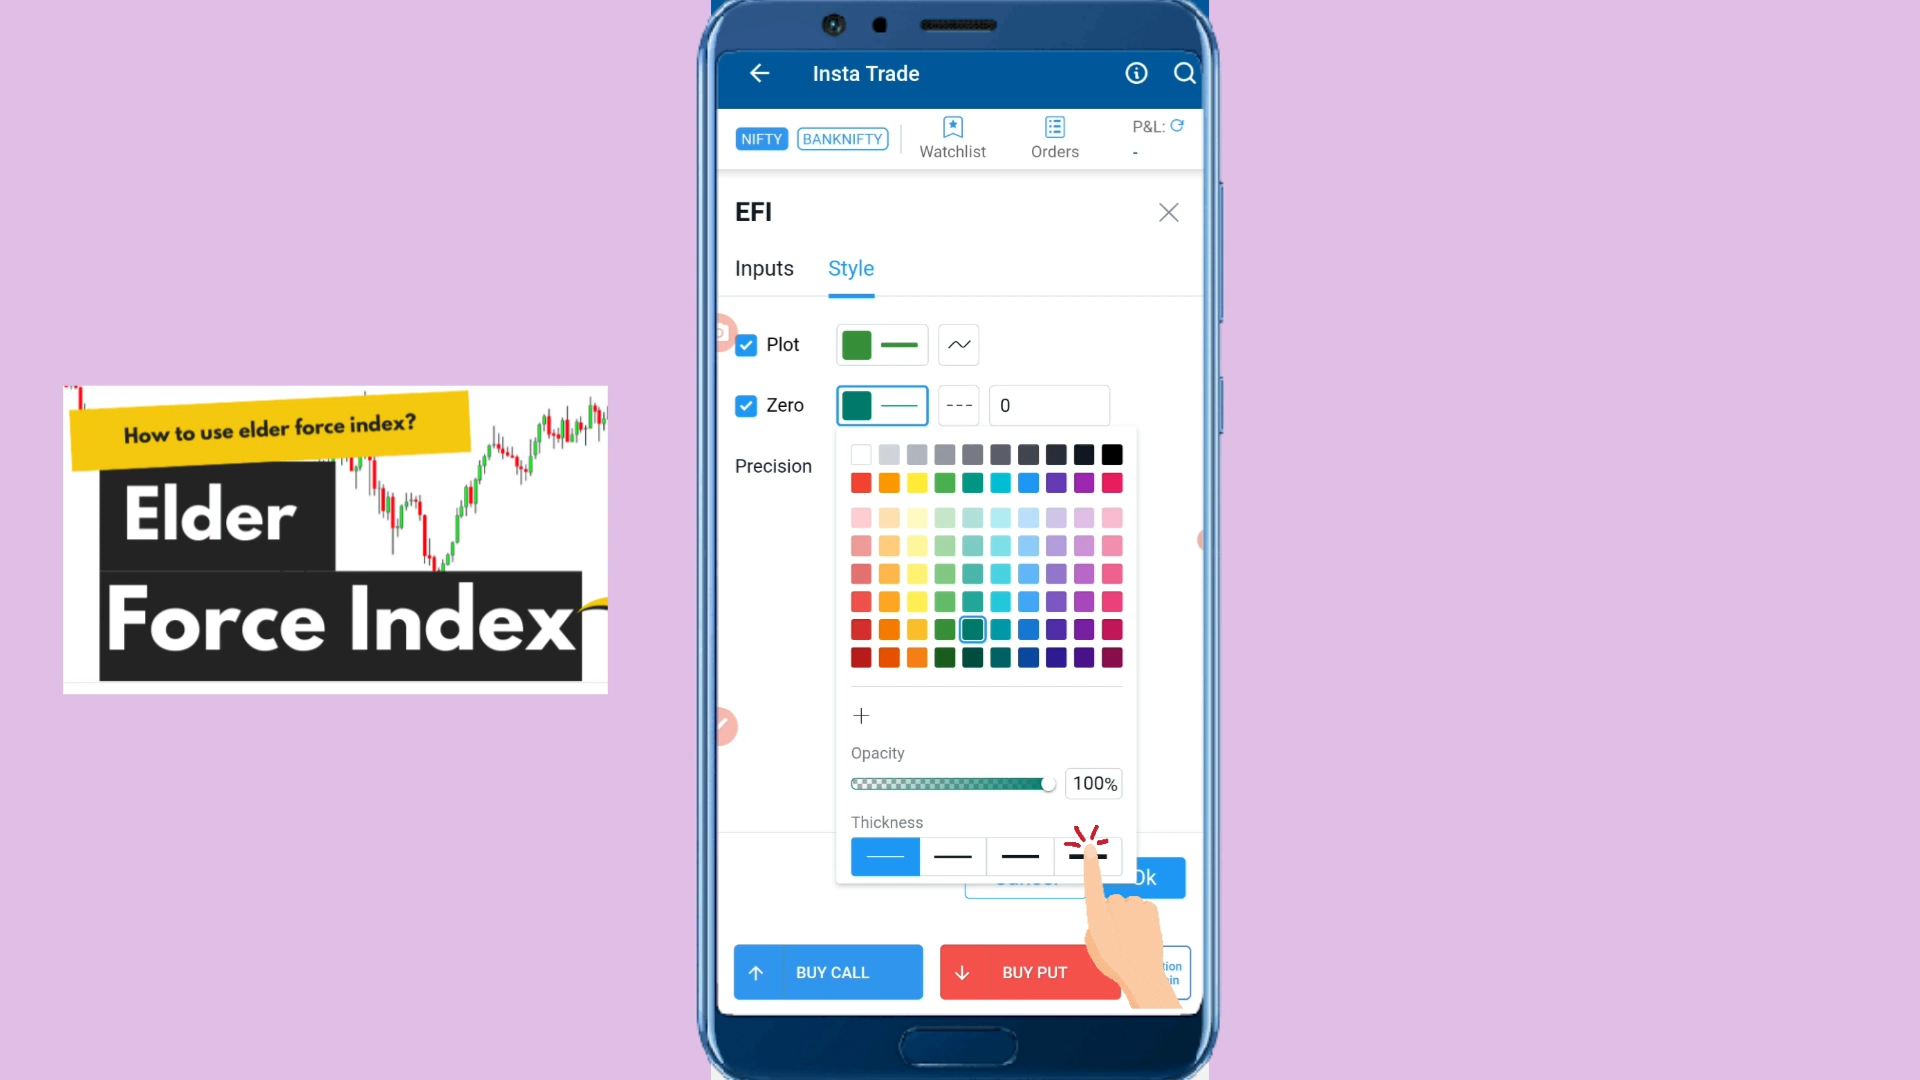 Insta Trade
NIFTY
BANKNIFTY
Watchlist
Orders
P&L:
-
EFI
Inputs
Style
Plot
Zero
0
Precision
Opacity
100%
Thickness
Ok
BUY CALL
BUY PUT
How to use elder force index?
Elder
Force Index